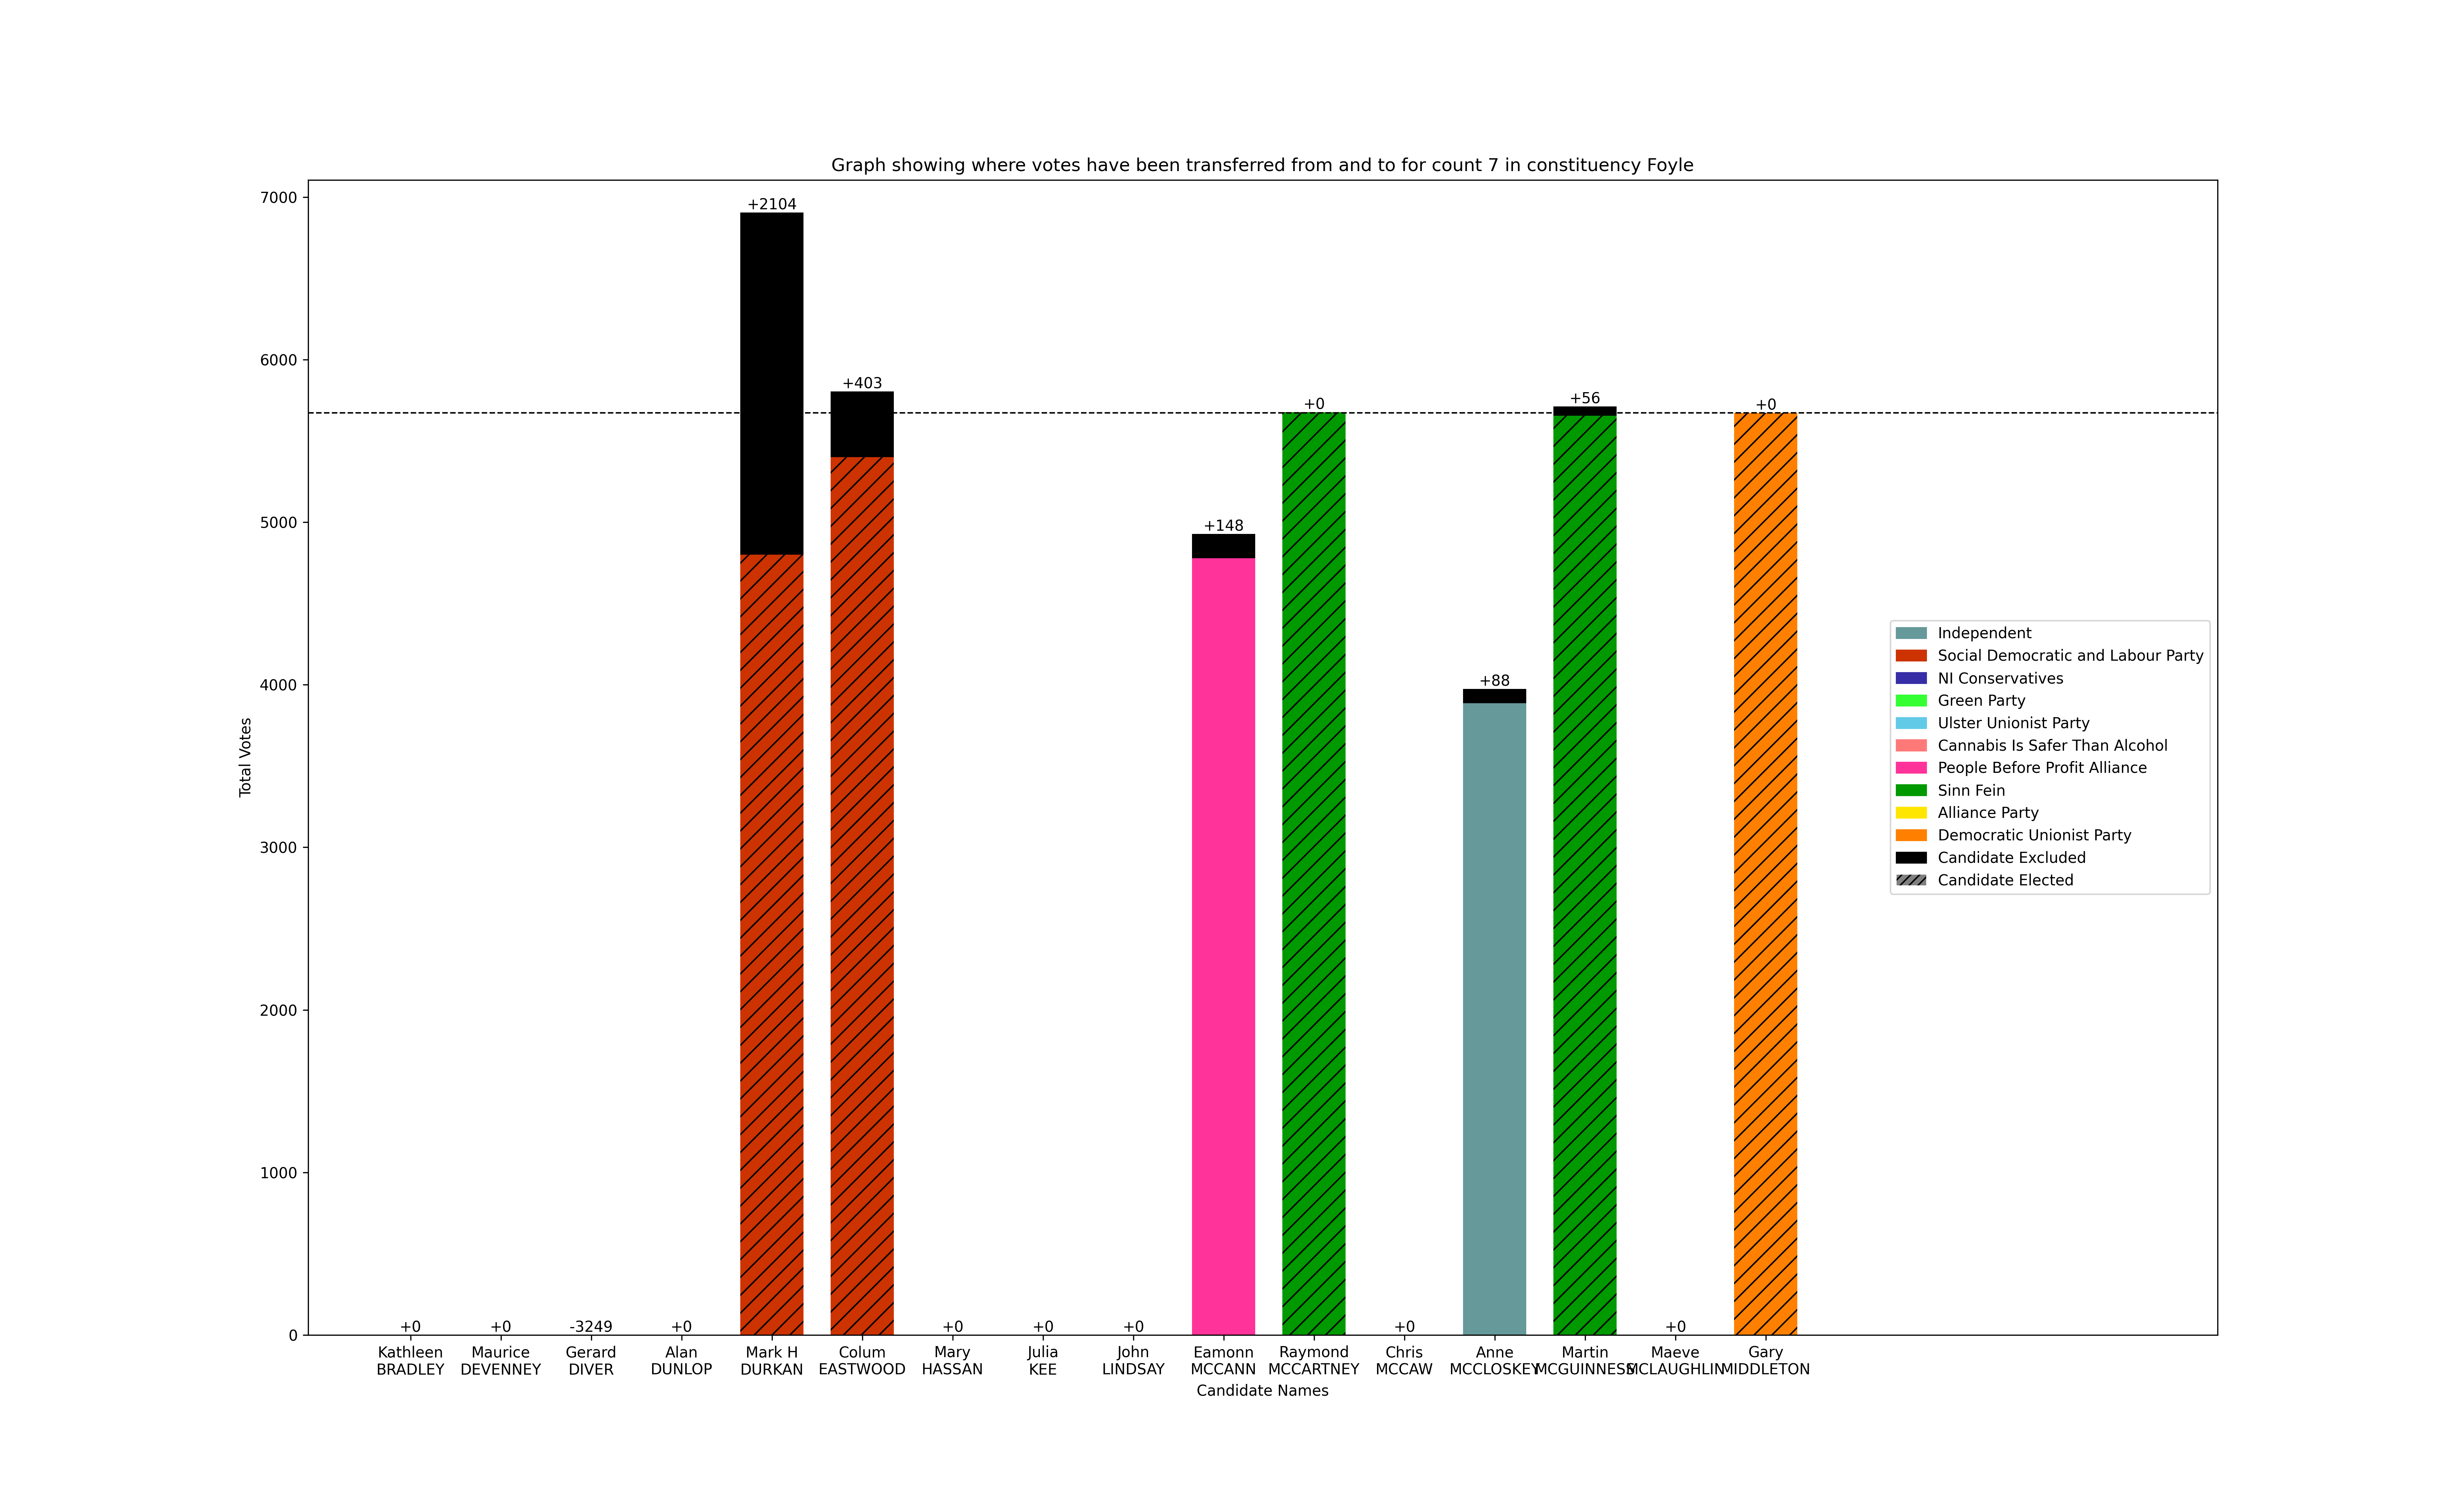 Graph showing where votes have been transferred from and to for count 7 in constituency Foyle
7000
6000
5000
4000
3000
2000
1000
0
Total Votes
+0
+0
-3249
+0
+2104
+403
+0
+0
+0
+148
+0
+0
+88
+56
+0
+0
Kathleen
BRADLEY
Maurice
DEVENNEY
Gerard
DIVER
Alan
DUNLOP
Mark H
DURKAN
Colum
EASTWOOD
Mary
HASSAN
Julia
KEE
John
LINDSAY
Eamonn
MCCANN
Raymond
MCCARTNEY
Chris
MCCAW
Anne
MCCLOSKEY
Martin
MCGUINNESS
Maeve
MCLAUGHLIN
Gary
MIDDLETON
Candidate Names
Independent
Social Democratic and Labour Party
NI Conservatives
Green Party
Ulster Unionist Party
Cannabis Is Safer Than Alcohol
People Before Profit Alliance
Sinn Fein
Alliance Party
Democratic Unionist Party
Candidate Excluded
Candidate Elected